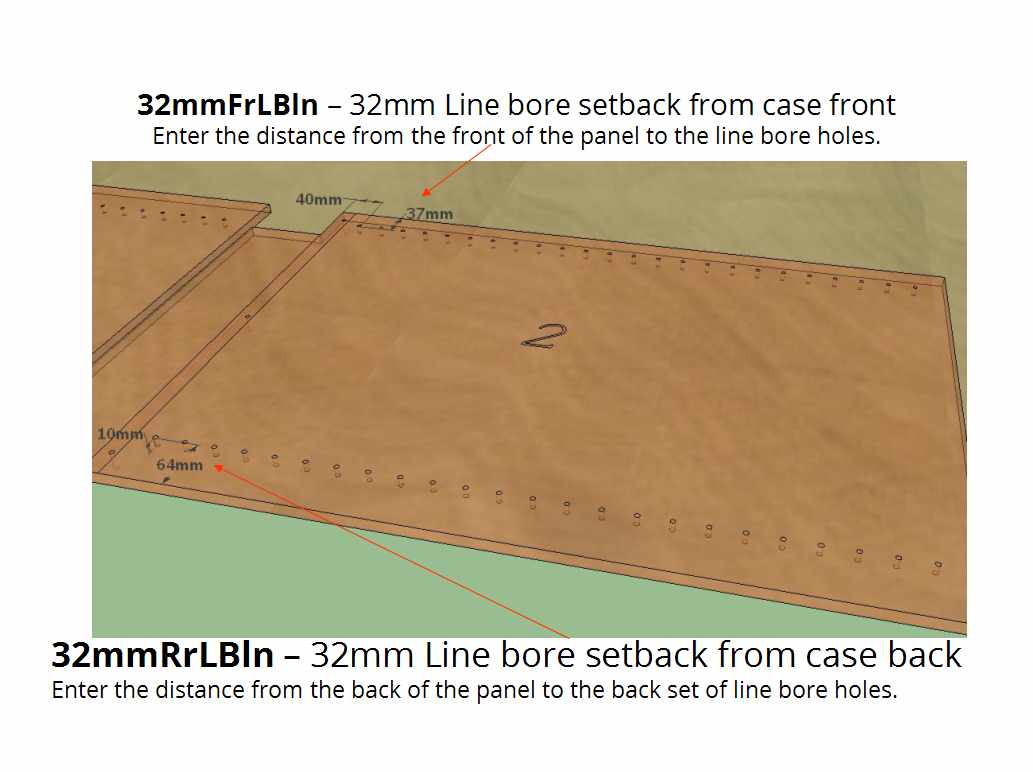 32mmFrLBln – 32mm Line bore setback from case front
Enter the distance from the front of the panel to the line bore holes.
40mm
37mm
2
10mm
64mm
32mmRrLBln – 32mm Line bore setback from case back
Enter the distance from the back of the panel to the back set of line bore holes.